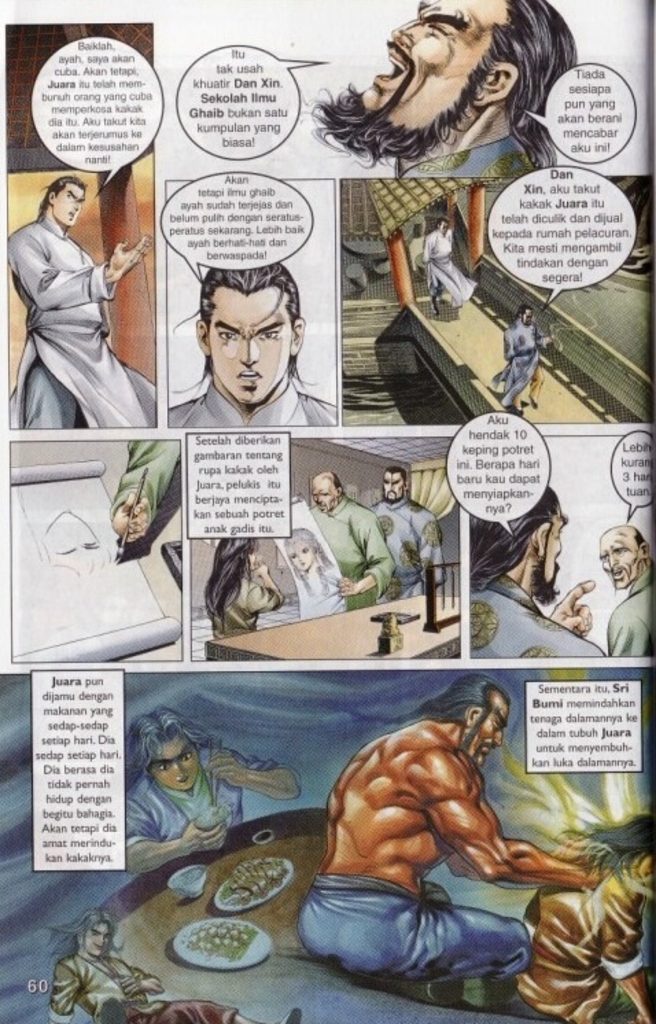 Baiklah,
ayah, saya akan
cuba. Akan tetapi,
Juara itu telah mem-
bunuh orang yang cuba
memperkosa kakak
dia itu. Aku takut kita
akan terjerumus ke
dalam kesusahan
nanti!
Itu
tak usah
khuatir Dan Xin.
Sekolah Ilmu
Ghaib bukan satu
kumpulan yang
biasa!
Tiada
sesiapa
pun yang
akan berani
mencabar
aku ini!
Akan
tetapi ilmu ghaib
ayah sudah terjejas dan
belum pulih dengan seratus-
peratus sekarang. Lebih baik
ayah berhati-hati dan
berwaspada!
Dan
Xin, aku takut
kakak Juara itu
telah diculik dan dijual
kepada rumah pelacuran.
Kita mesti mengambil
tindakan dengan
segera!
Setelah diberikan
gambaran tentang
rupa kakak oleh
Juara, pelukis itu
berjaya mencipta-
kan sebuah potret
anak gadis itu.
Aku
hendak 10
keping potret
ini. Berapa hari
baru kau dapat
menyiapkan-
nya?
Lebih
kuran
3 hari
tuan.
Juara pun
dijamu dengan
makanan yang
sedap-sedap
setiap hari. Dia
sedap setiap hari.
Dia berasa dia
tidak pernah
hidup dengan
begitu bahagia.
Akan tetapi dia
amat merindui
kakaknya.
Sementara itu, Sri
Bumi memindahkan
tenaga dalamannya ke
dalam tubuh Juara
untuk menyembuh-
kan luka dalamannya.
60